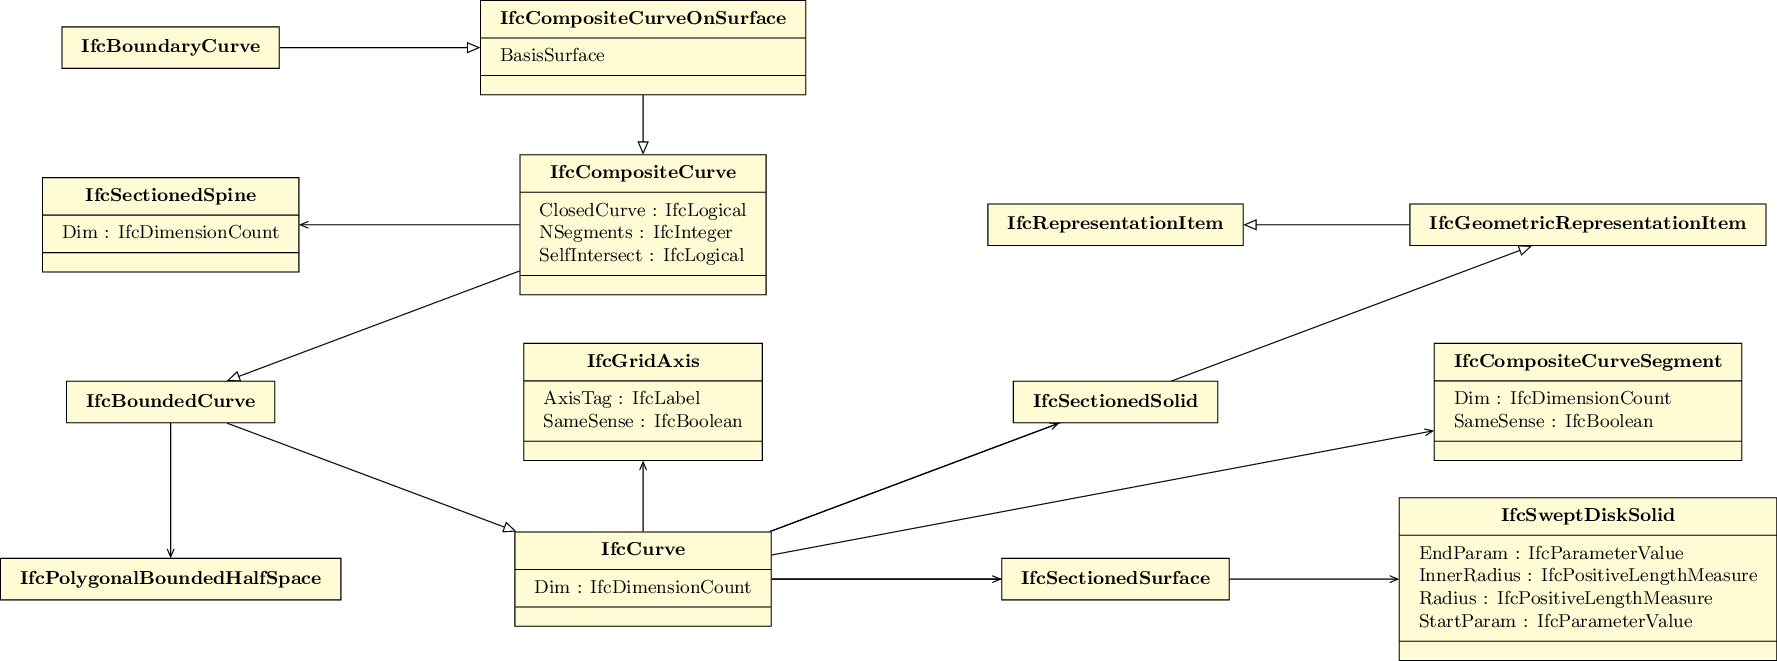 IfcBoundaryCurve
IfcCompositeCurveOnSurface
BasisSurface
IfcSectionedSpine
Dim : IfcDimensionCount
IfcCompositeCurve
ClosedCurve : IfcLogical
NSegments : IfcInteger
SelfIntersect : IfcLogical
IfcRepresentationItem
IfcGeometricRepresentationItem
IfcBoundedCurve
IfcGridAxis
AxisTag : IfcLabel
SameSense : IfcBoolean
IfcSectionedSolid
IfcCompositeCurveSegment
Dim : IfcDimensionCount
SameSense : IfcBoolean
IfcPolygonalBoundedHalfSpace
IfcCurve
Dim : IfcDimensionCount
IfcSectionedSurface
IfcSweptDiskSolid
EndParam : IfcParameterValue
InnerRadius : IfcPositiveLengthMeasure
Radius : IfcPositiveLengthMeasure
StartParam : IfcParameterValue